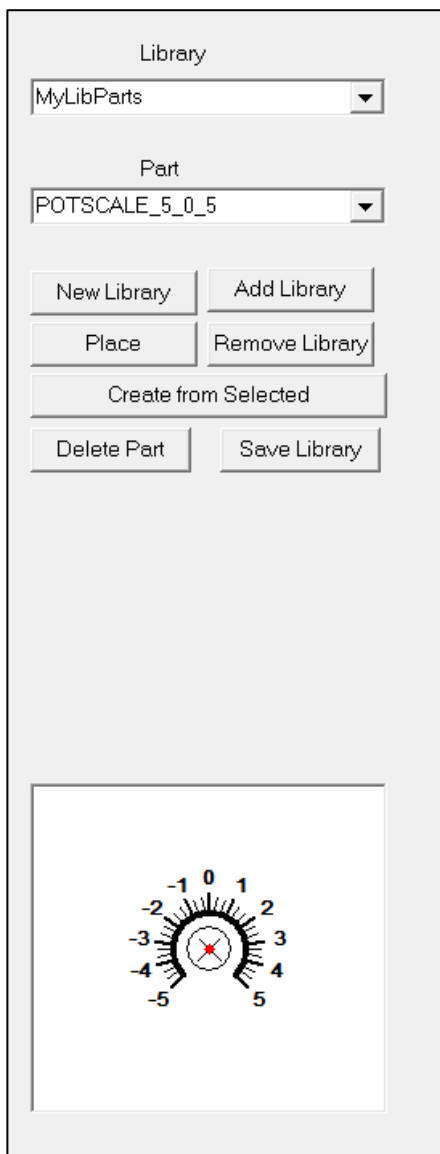 Library
MyLibParts
Part
POTSCALE_5_0_5
New Library Add Library
Place Remove Library
Create from Selected
Delete Part Save Library
0
-1 1
-2 2
-3 3
-4 4
-5 5